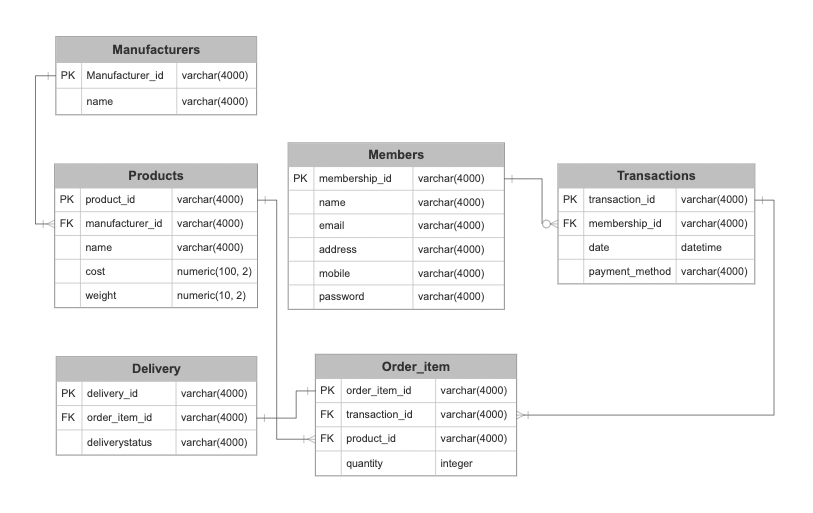 Manufacturers
PK Manufacturer_id varchar(4000)
name varchar(4000)
Products
PK product_id varchar(4000)
FK manufacturer_id varchar(4000)
name varchar(4000)
cost numeric(100, 2)
weight numeric(10, 2)
Members
PK membership_id varchar(4000)
name varchar(4000)
email varchar(4000)
address varchar(4000)
mobile varchar(4000)
password varchar(4000)
Transactions
PK transaction_id varchar(4000)
FK membership_id varchar(4000)
date datetime
payment_method varchar(4000)
Delivery
PK delivery_id varchar(4000)
FK order_item_id varchar(4000)
deliverystatus varchar(4000)
Order_item
PK order_item_id varchar(4000)
FK transaction_id varchar(4000)
FK product_id varchar(4000)
quantity integer